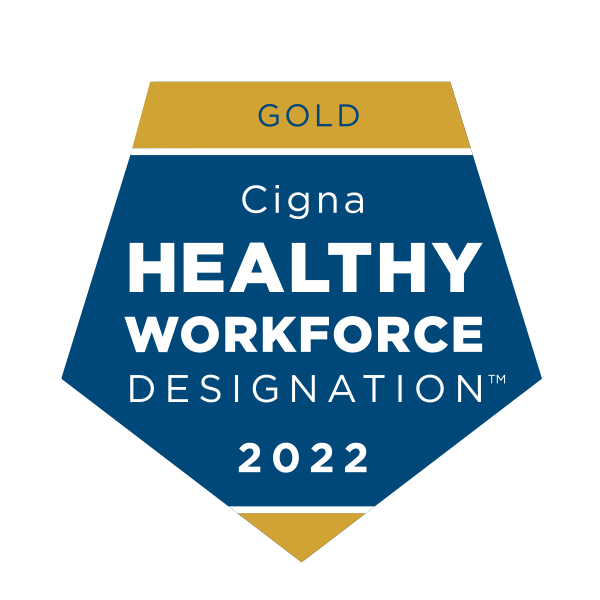 GOLD
Cigna
HEALTHY
WORKFORCE
DESIGNATION™
2022